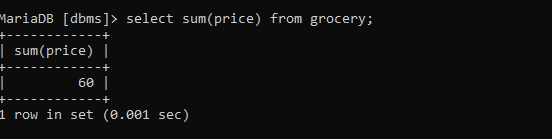 MariaDB [dbms]> select sum(price) from grocery;
+------------+
| sum(price) |
+------------+
|         60 |
+------------+
1 row in set (0.001 sec)